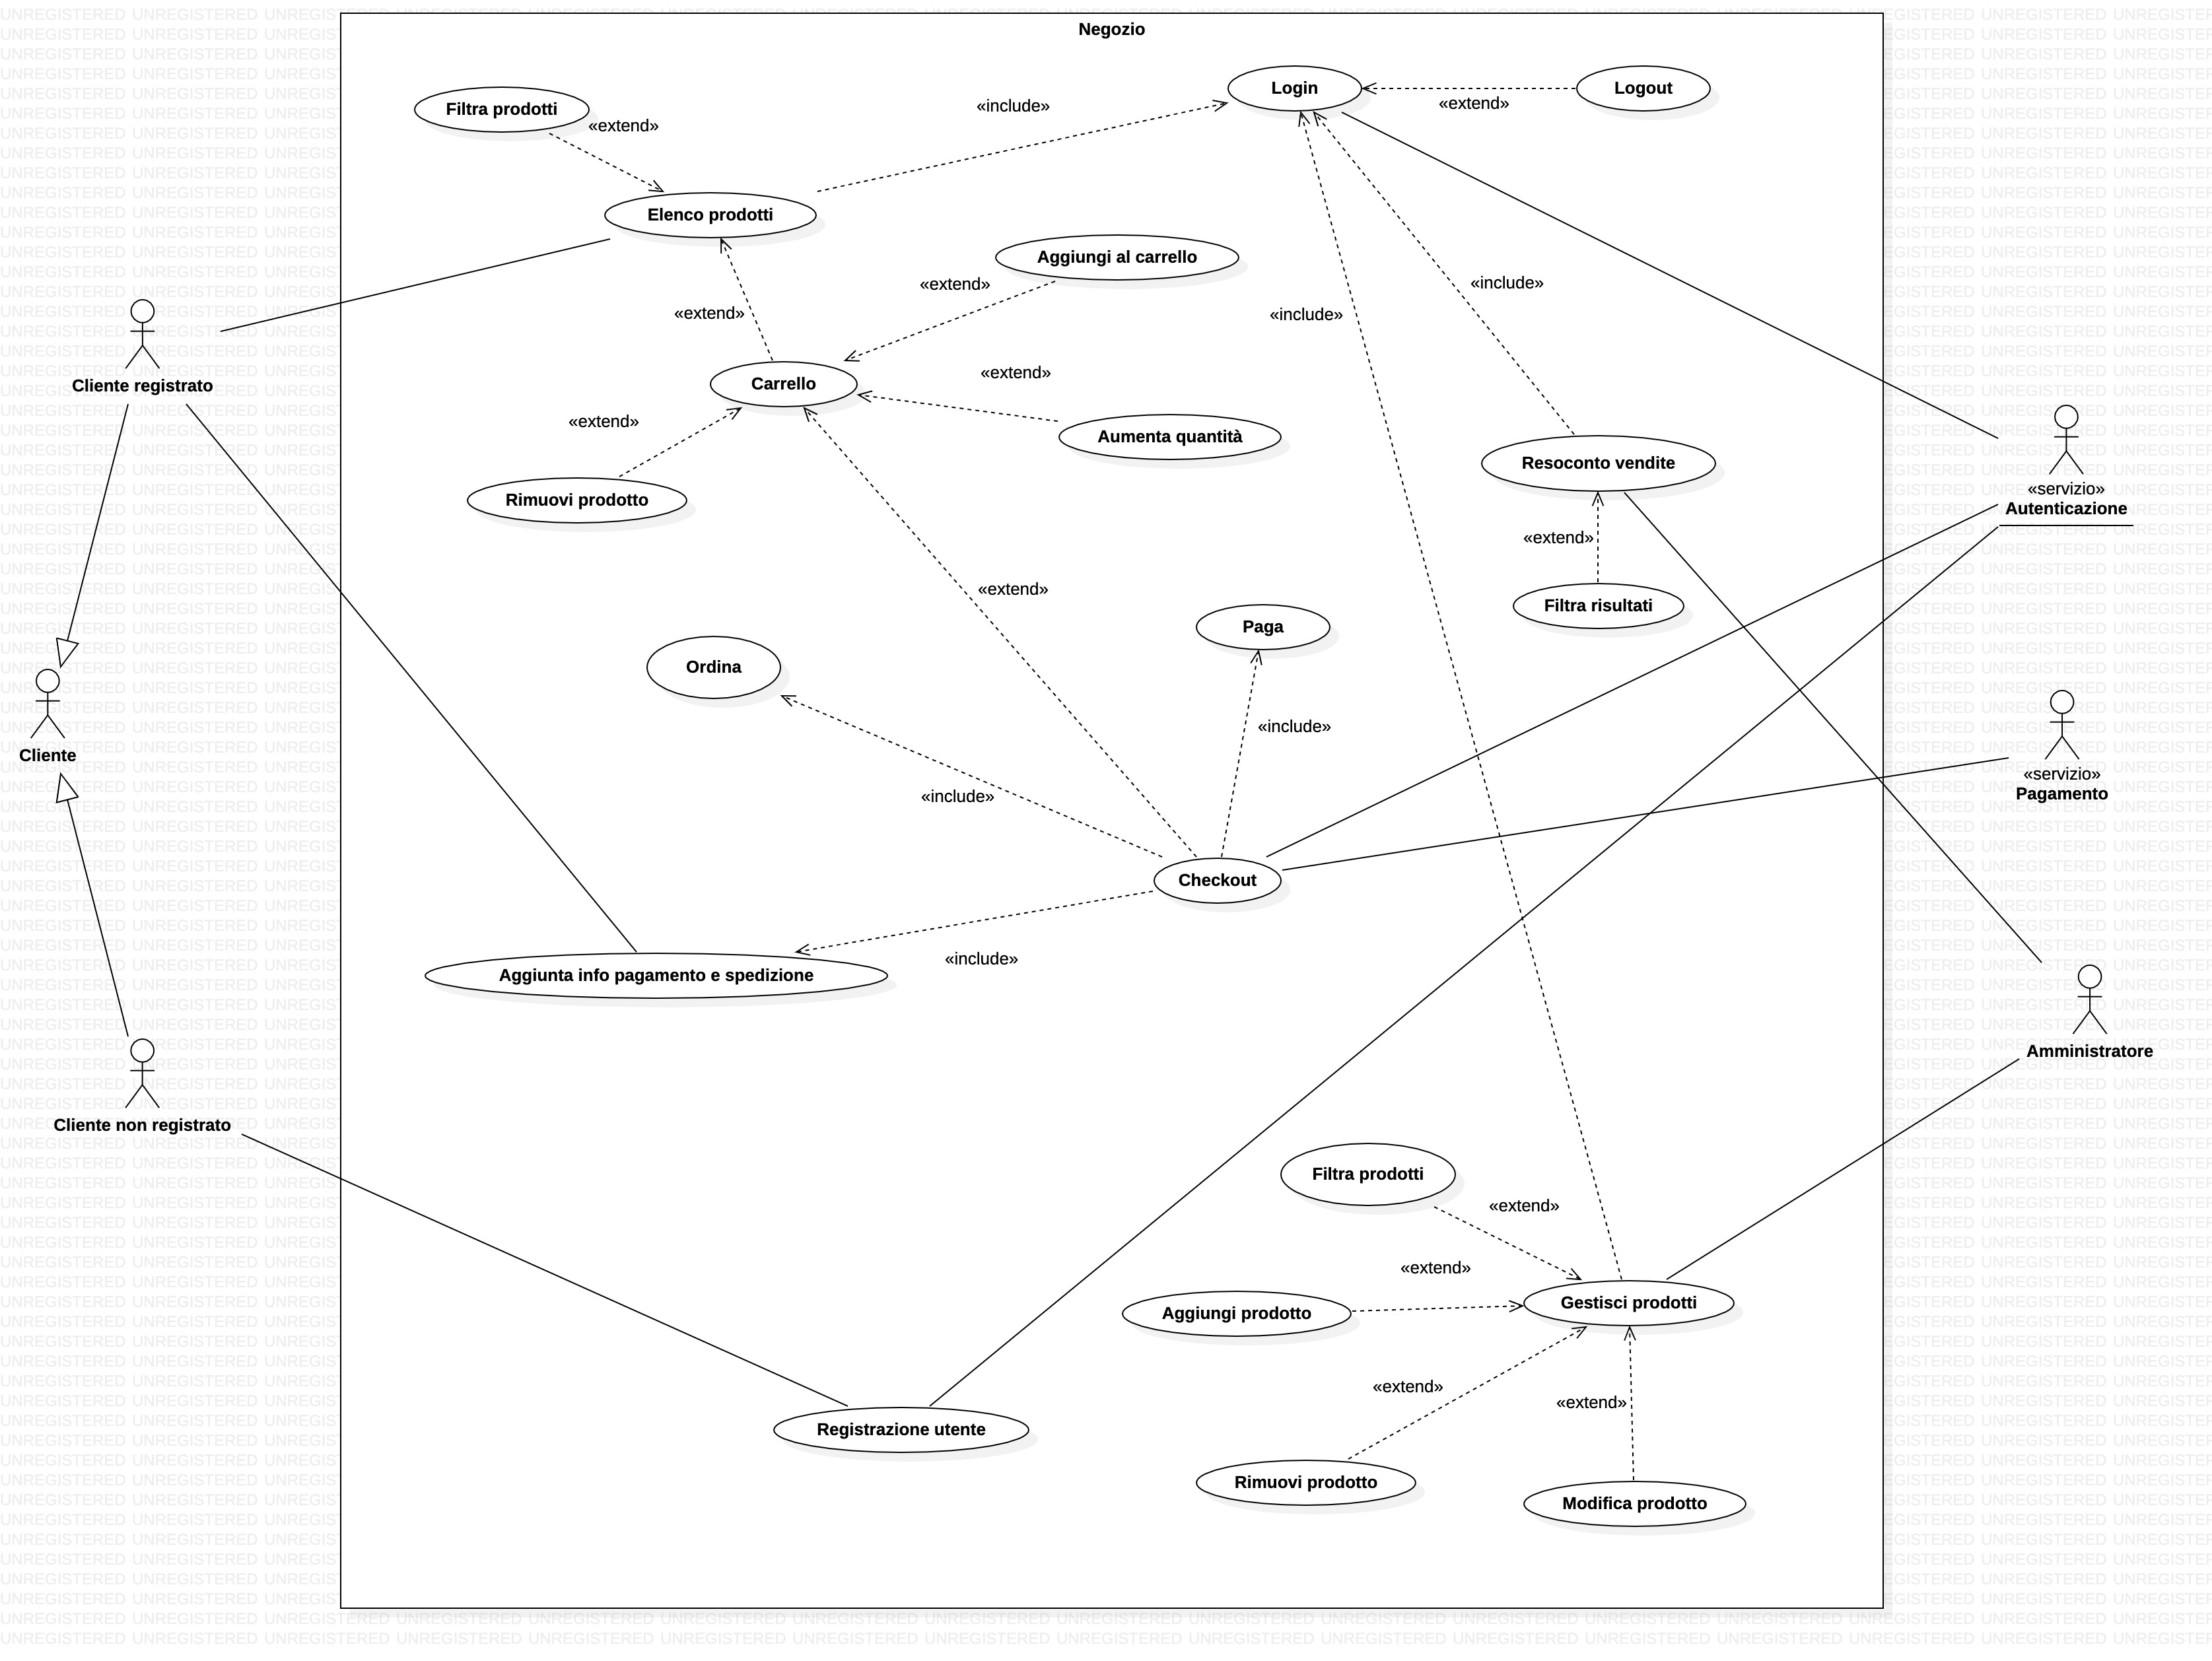 Negozio
Login
Logout
Filtra prodotti
«include»
«extend»
«extend»
Elenco prodotti
Aggiungi al carrello
«extend»
«include»
«extend»
«include»
Cliente registrato
Carrello
«extend»
«extend»
Aumenta quantità
Resoconto vendite
Rimuovi prodotto
«servizio»
Autenticazione
«extend»
«extend»
Filtra risultati
Paga
Ordina
«include»
Cliente
«servizio»
Pagamento
«include»
Checkout
«include»
Aggiunta info pagamento e spedizione
Amministratore
Cliente non registrato
Filtra prodotti
«extend»
«extend»
Gestisci prodotti
Aggiungi prodotto
«extend»
«extend»
Registrazione utente
Rimuovi prodotto
Modifica prodotto
UNREGISTERED UNREGISTERED UNREGISTERED